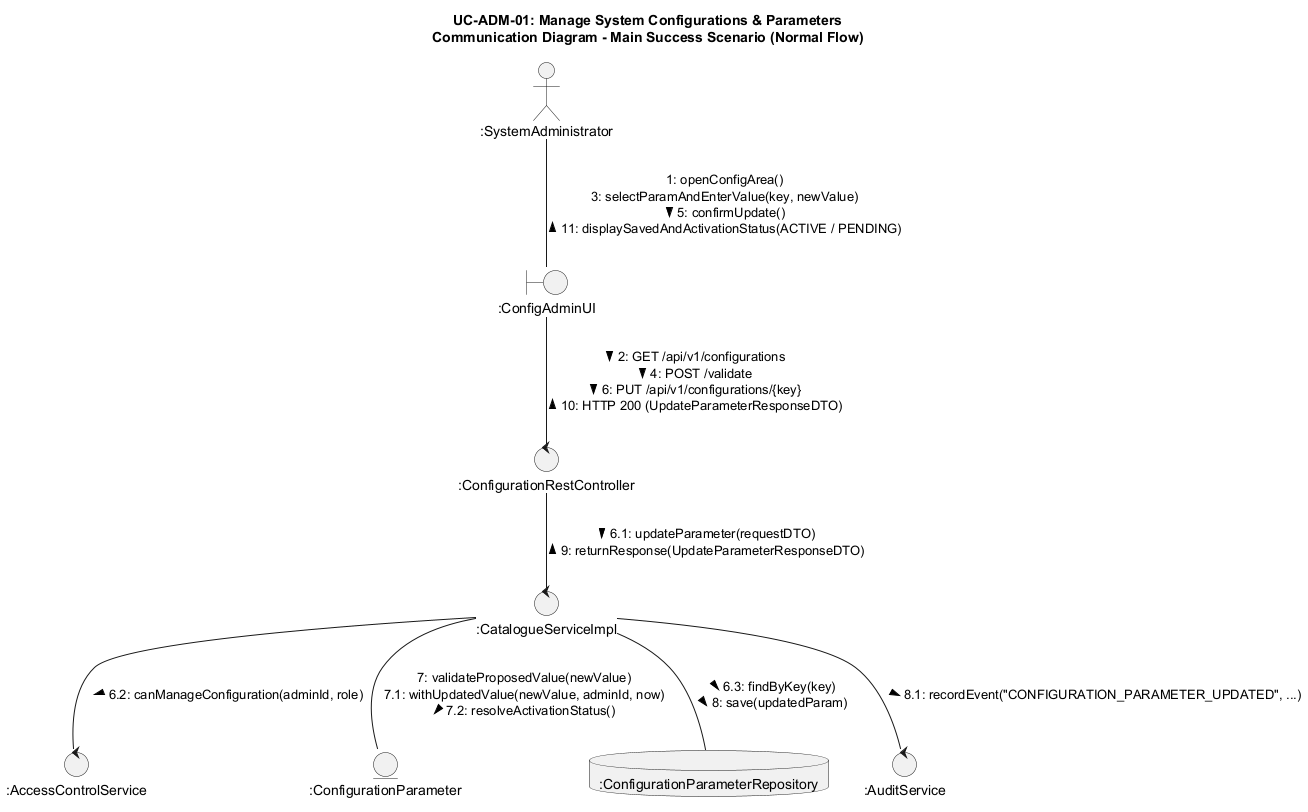 UC-ADM-01: Manage System Configurations & Parameters
Communication Diagram - Main Success Scenario (Normal Flow)
:SystemAdministrator
1: openConfigArea()
3: selectParamAndEnterValue(key, newValue)
5: confirmUpdate()
11: displaySavedAndActivationStatus(ACTIVE / PENDING)
:ConfigAdminUI
2: GET /api/v1/configurations
4: POST /validate
6: PUT /api/v1/configurations/{key}
10: HTTP 200 (UpdateParameterResponseDTO)
:ConfigurationRestController
6.1: updateParameter(requestDTO)
9: returnResponse(UpdateParameterResponseDTO)
:CatalogueServiceImpl
6.2: canManageConfiguration(adminId, role)
7: validateProposedValue(newValue)
7.1: withUpdatedValue(newValue, adminId, now)
7.2: resolveActivationStatus()
6.3: findByKey(key)
8: save(updatedParam)
8.1: recordEvent("CONFIGURATION_PARAMETER_UPDATED", ...)
:AccessControlService
:ConfigurationParameter
:ConfigurationParameterRepository
:AuditService